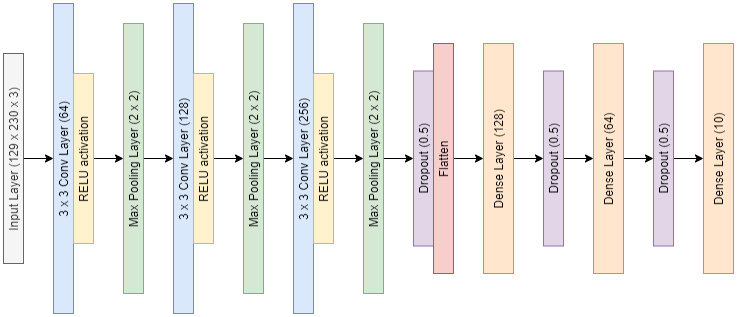 Input Layer (129 x 230 x 3)
3 x 3 Conv Layer (64)
RELU activation
Max Pooling Layer (2 x 2)
3 x 3 Conv Layer (128)
RELU activation
Max Pooling Layer (2 x 2)
3 x 3 Conv Layer (256)
RELU activation
Max Pooling Layer (2 x 2)
Dropout (0.5)
Flatten
Dense Layer (128)
Dropout (0.5)
Dense Layer (64)
Dropout (0.5)
Dense Layer (10)